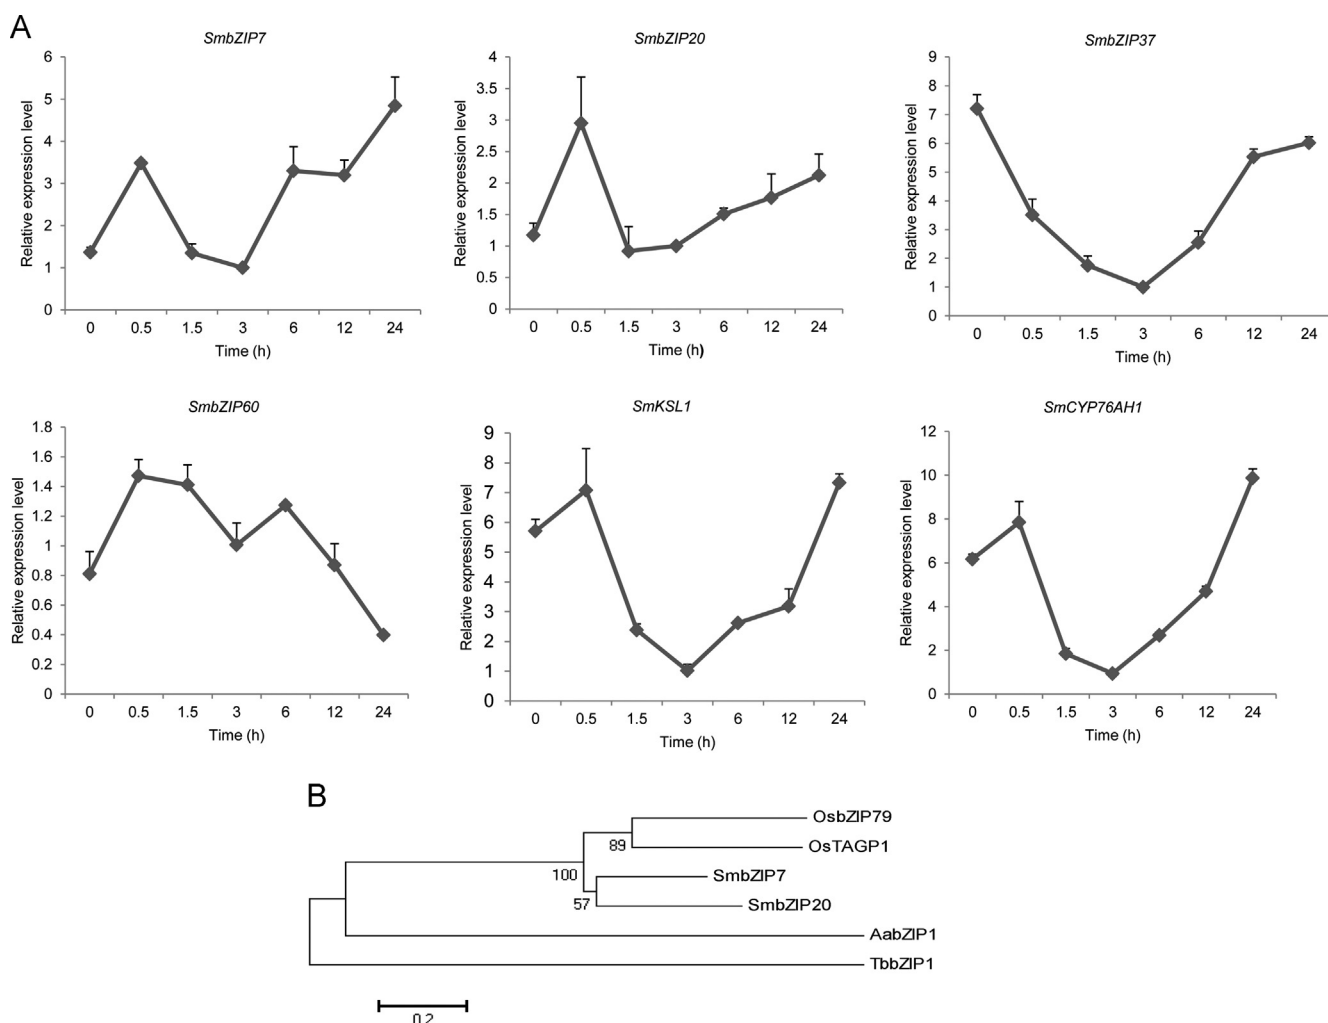 A
SmbZIP7
Relative expression level
6
5
4
3
2
1
0
0 0.5 1.5 3 6 12 24
Time (h)
SmbZIP20
Relative expression level
4
3.5
3
2.5
2
1.5
1
0.5
0
0 0.5 1.5 3 6 12 24
Time (h)
SmbZIP37
Relative expression level
9
8
7
6
5
4
3
2
1
0
0 0.5 1.5 3 6 12 24
Time (h)
SmbZIP60
Relative expression level
1.8
1.6
1.4
1.2
1
0.8
0.6
0.4
0.2
0
0 0.5 1.5 3 6 12 24
Time (h)
SmKSL1
Relative expression level
9
8
7
6
5
4
3
2
1
0
0 0.5 1.5 3 6 12 24
Time (h)
SmCYP76AH1
Relative expression level
12
10
8
6
4
2
0
0 0.5 1.5 3 6 12 24
Time (h)
B
OsbZIP79
89
OsTAGP1
100
SmbZIP7
57
SmbZIP20
AabZIP1
TbbZIP1
0.2